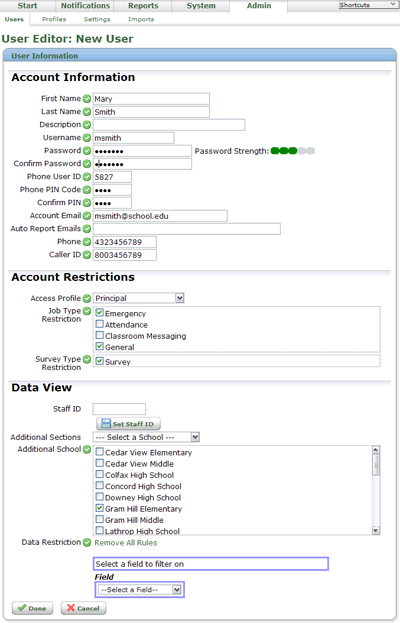 Start Notifications Reports System Admin Shortcuts
Users Profiles Settings Imports
User Editor: New User
User Information
Account Information
First Name Mary
Last Name Smith
Description
Username msmith
Password ••••••• Password Strength:
Confirm Password •••••••
Phone User ID 5827
Phone PIN Code ••••
Confirm PIN ••••
Account Email msmith@school.edu
Auto Report Emails
Phone 4323456789
Caller ID 8003456789
Account Restrictions
Access Profile Principal
Job Type Restriction Emergency
Attendance
Classroom Messaging
General
Survey Type Restriction Survey
Data View
Staff ID
Set Staff ID
Additional Sections --- Select a School ---
Additional School Cedar View Elementary
Cedar View Middle
Colfax High School
Concord High School
Downey High School
Gram Hill Elementary
Gram Hill Middle
Lathrop High School
Data Restriction Remove All Rules
Select a field to filter on
Field
--Select a Field--
Done Cancel